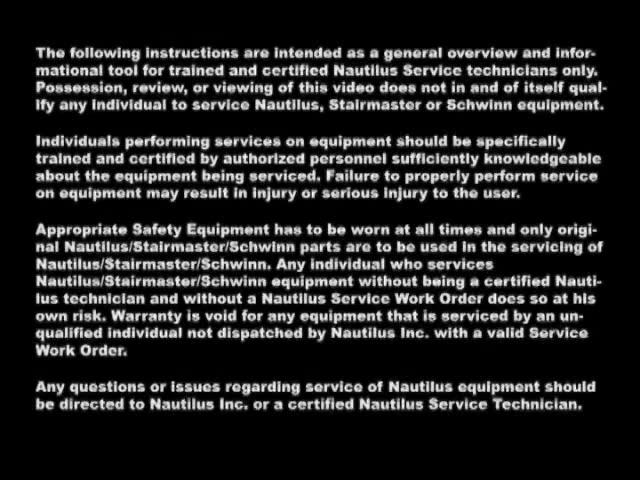 The following instructions are intended as a general overview and infor-
mational tool for trained and certified Nautilus Service technicians only.
Possession, review, or viewing of this video does not in and of itself qual-
ify any individual to service Nautilus, Stairmaster or Schwinn equipment.
Individuals performing services on equipment should be specifically
trained and certified by authorized personnel sufficiently knowledgeable
about the equipment being serviced. Failure to properly perform service
on equipment may result in injury or serious injury to the user.
Appropriate Safety Equipment has to be worn at all times and only origi-
nal Nautilus/Stairmaster/Schwinn parts are to be used in the servicing of
Nautilus/Stairmaster/Schwinn. Any individual who services
Nautilus/Stairmaster/Schwinn equipment without being a certified Nauti-
lus technician and without a Nautilus Service Work Order does so at his
own risk. Warranty is void for any equipment that is serviced by an un-
qualified individual not dispatched by Nautilus Inc. with a valid Service
Work Order.
Any questions or issues regarding service of Nautilus equipment should
be directed to Nautilus Inc. or a certified Nautilus Service Technician.